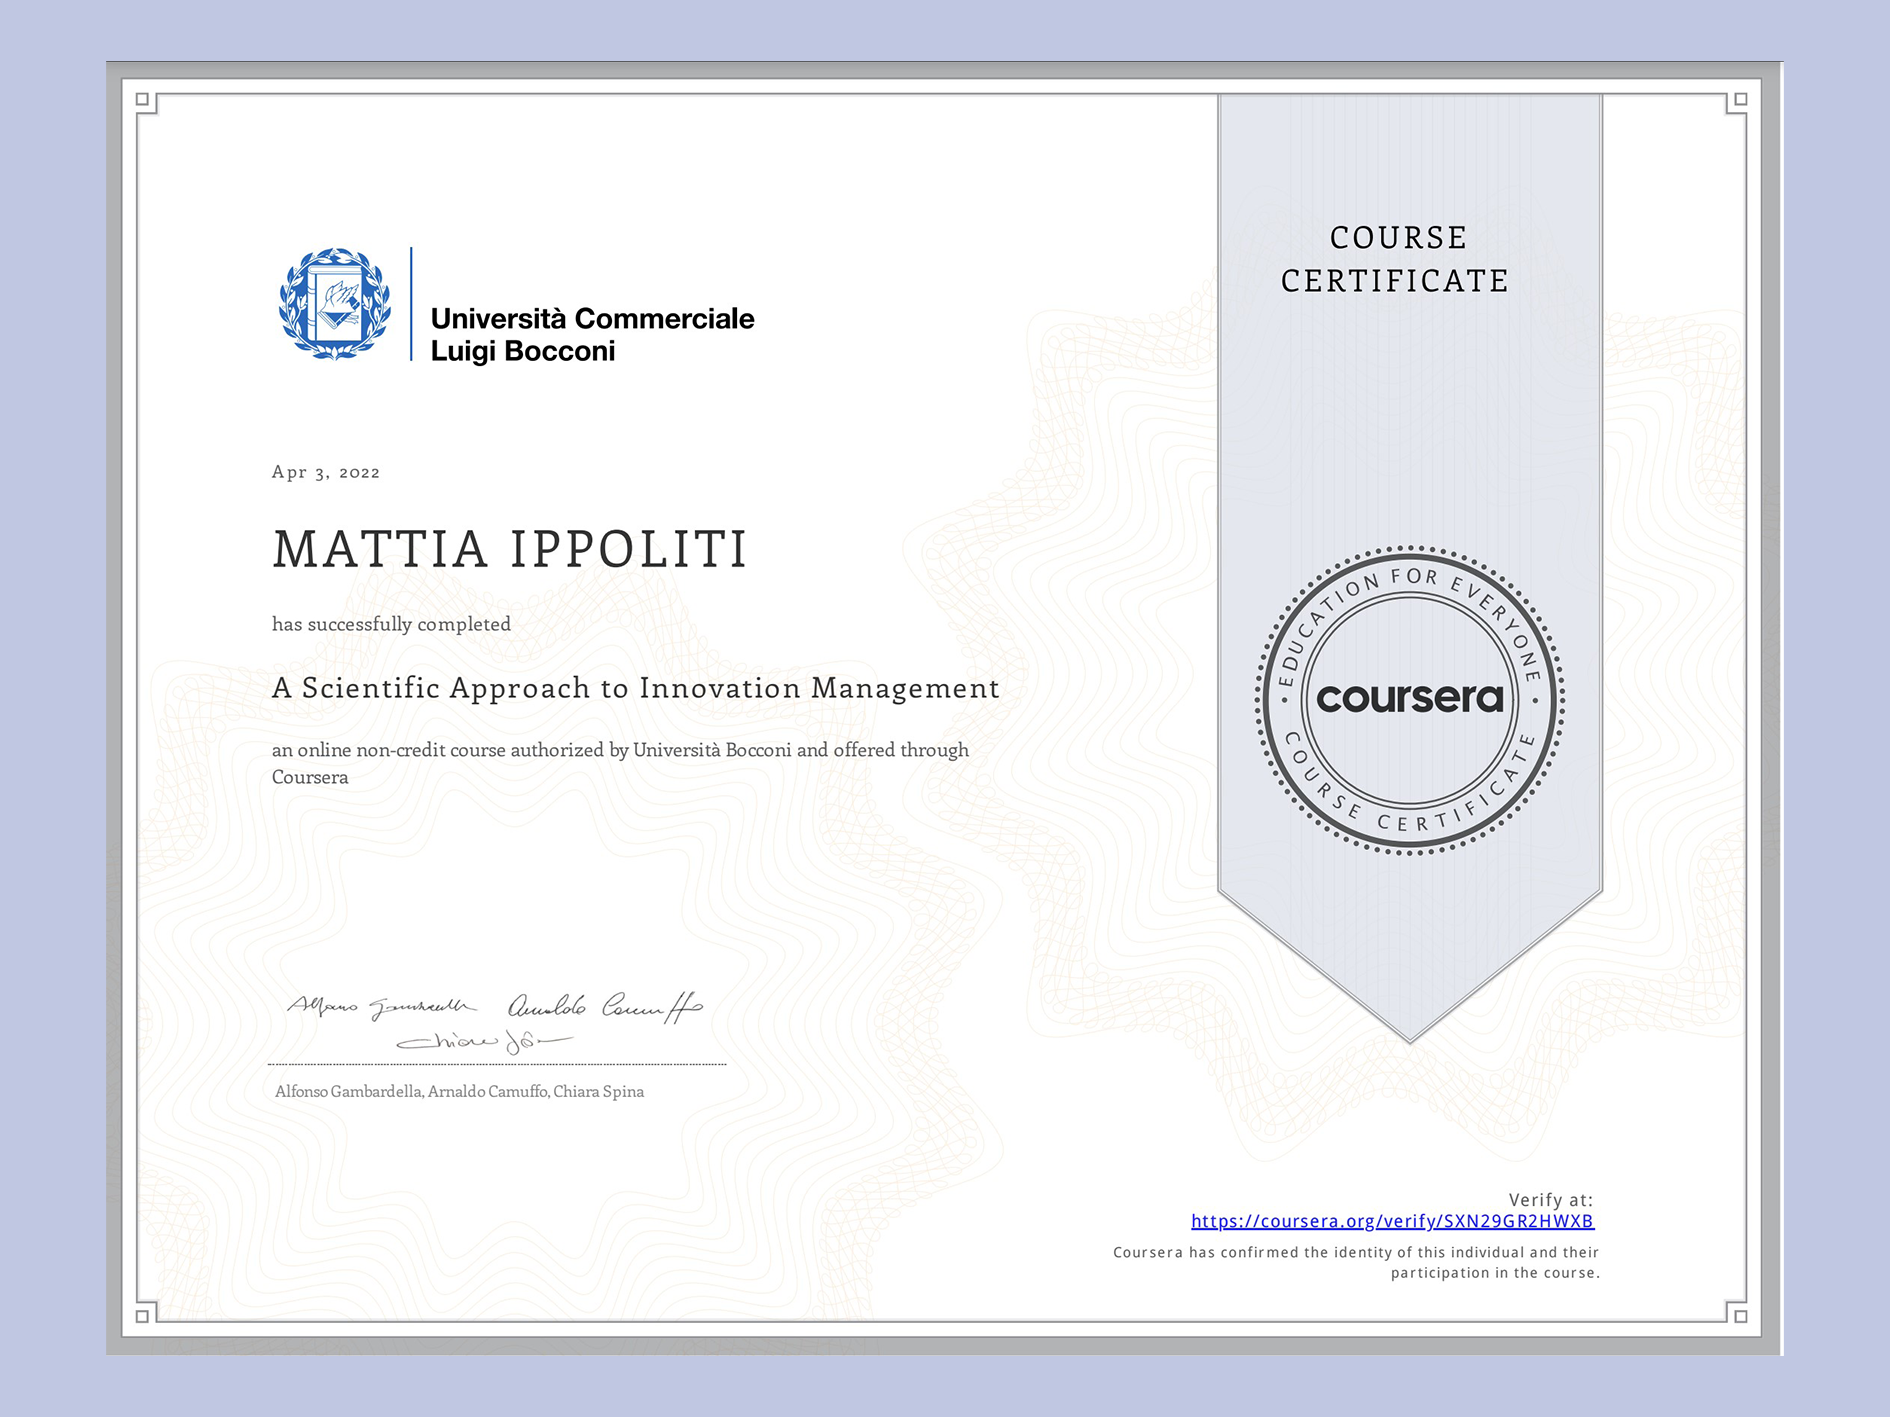 COURSE
CERTIFICATE
Università Commerciale
Luigi Bocconi
Apr 3, 2022
MATTIA IPPOLITI
has successfully completed
A Scientific Approach to Innovation Management
an online non-credit course authorized by Università Bocconi and offered through
Coursera
EDUCATION FOR EVERYONE
coursera
COURSE CERTIFICATE
Alfonso Gambardella Arnaldo Camuffo
Chiara
Alfonso Gambardella, Arnaldo Camuffo, Chiara Spina
Verify at:
https://coursera.org/verify/SXN29GR2HWXB
Coursera has confirmed the identity of this individual and their
participation in the course.